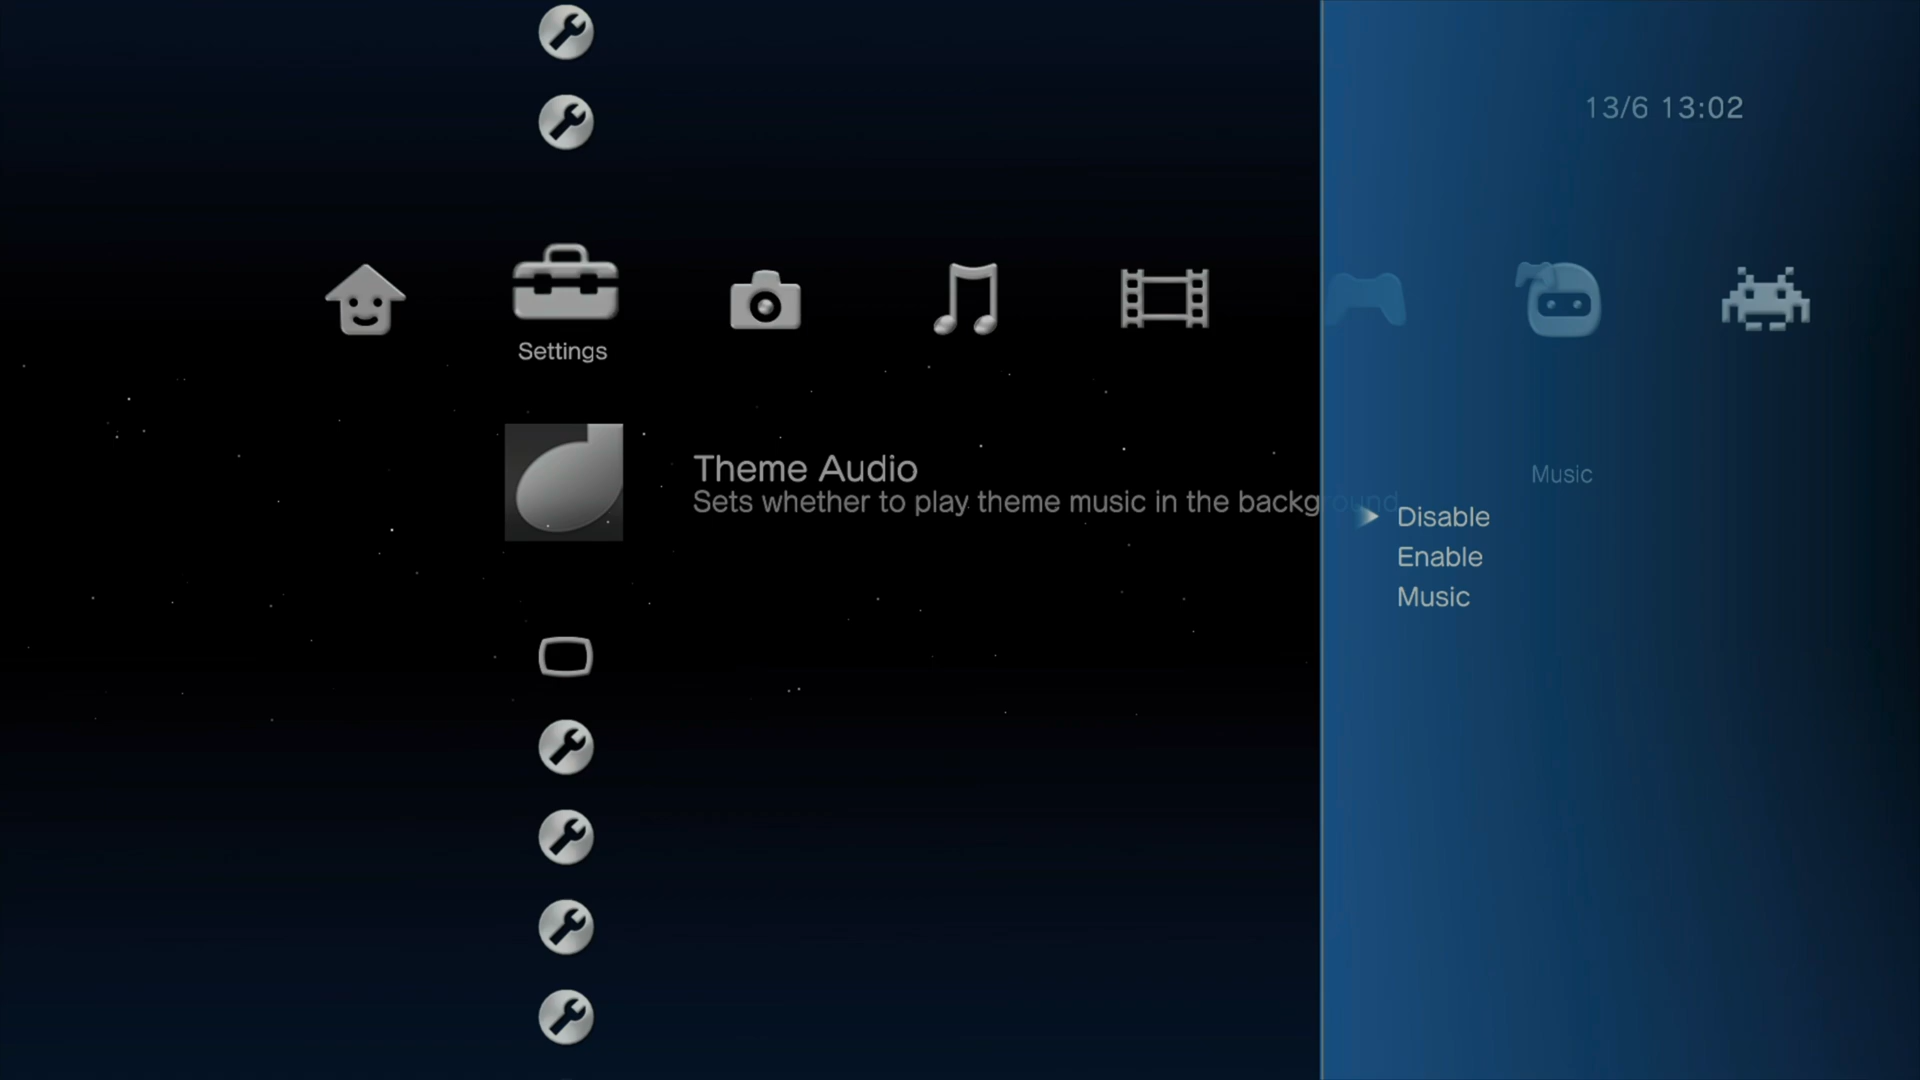 13/6 13:02
Settings
Theme Audio
Sets whether to play theme music in the background
Music
Disable
Enable
Music